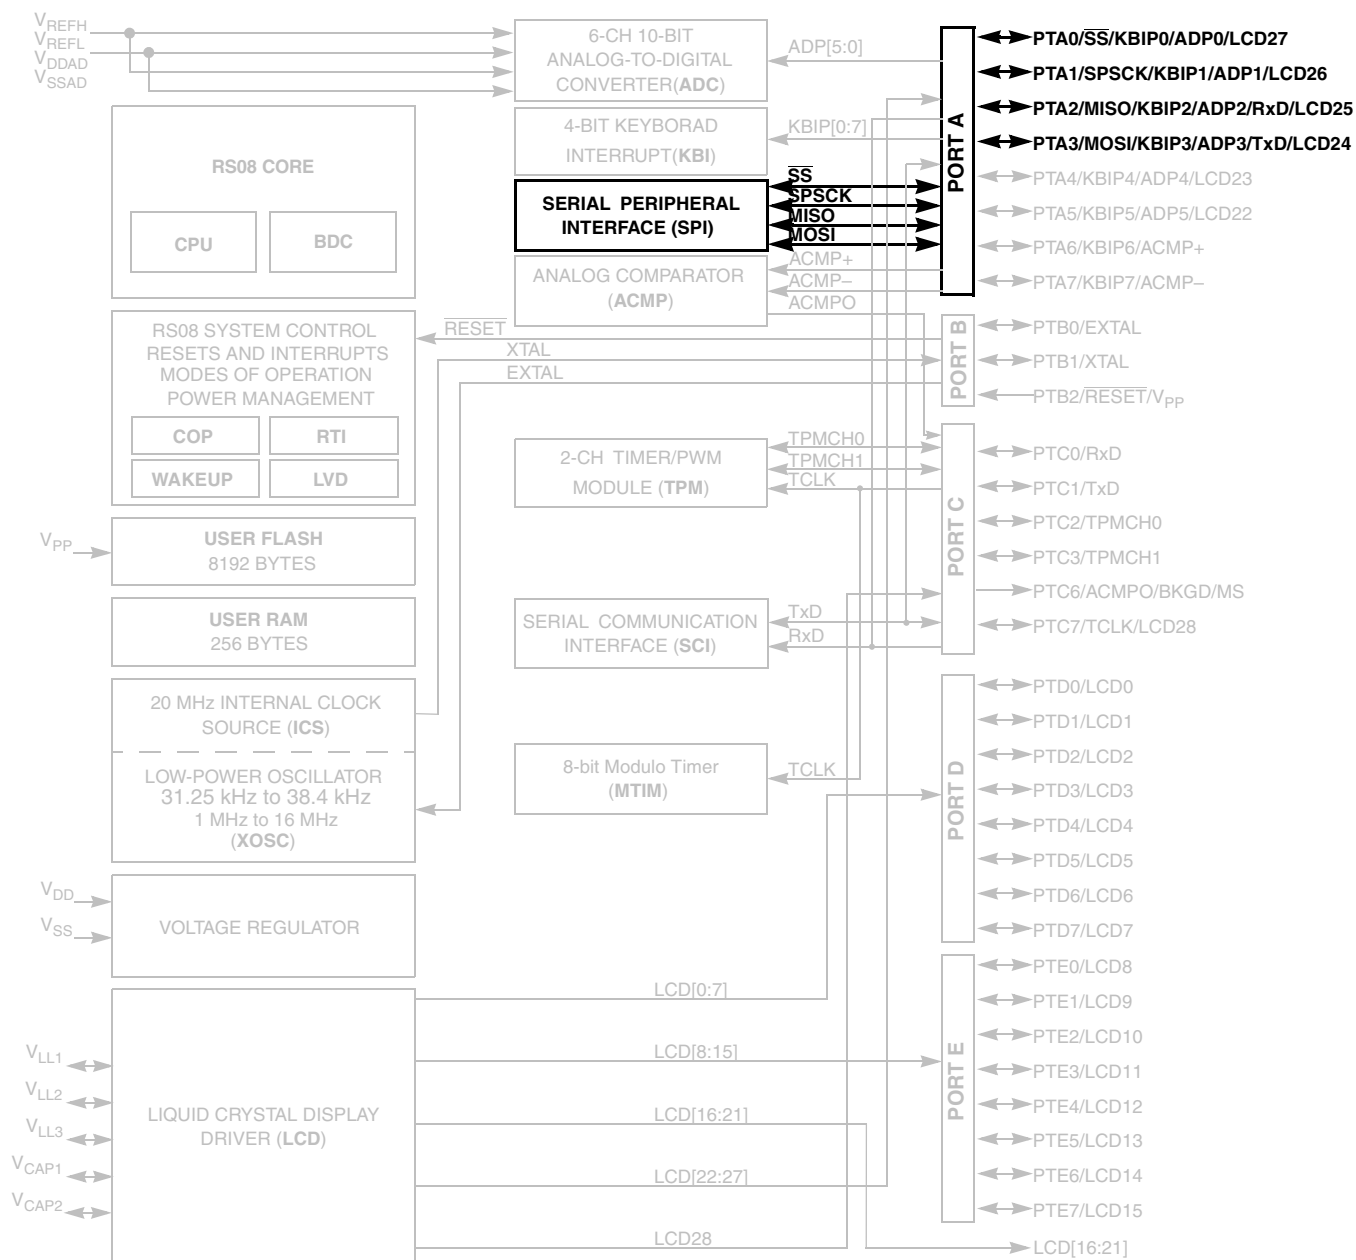 VREFH
VREFL
VDDAD
VSSAD
6-CH 10-BIT
ANALOG-TO-DIGITAL
CONVERTER(ADC)
ADP[5:0]
4-BIT KEYBORAD
INTERRUPT(KBI)
KBIP[0:7]
SERIAL PERIPHERAL
INTERFACE (SPI)
SS
SPSCK
MISO
MOSI
ANALOG COMPARATOR
(ACMP)
ACMP+
ACMP–
ACMPO
RS08 CORE
CPU
BDC
RS08 SYSTEM CONTROL
RESETS AND INTERRUPTS
MODES OF OPERATION
POWER MANAGEMENT
COP
RTI
WAKEUP
LVD
RESET
XTAL
EXTAL
VPP
USER FLASH
8192 BYTES
USER RAM
256 BYTES
2-CH TIMER/PWM
MODULE (TPM)
TPMCH0
TPMCH1
TCLK
SERIAL COMMUNICATION
INTERFACE (SCI)
TxD
RxD
20 MHz INTERNAL CLOCK
SOURCE (ICS)
LOW-POWER OSCILLATOR
31.25 kHz to 38.4 kHz
1 MHz to 16 MHz
(XOSC)
8-bit Modulo Timer
(MTIM)
TCLK
VDD
VSS
VOLTAGE REGULATOR
VLL1
VLL2
VLL3
VCAP1
VCAP2
LIQUID CRYSTAL DISPLAY
DRIVER (LCD)
LCD[0:7]
LCD[8:15]
LCD[16:21]
LCD[22:27]
LCD28
PORT A
PTA0/SS/KBIP0/ADP0/LCD27
PTA1/SPSCK/KBIP1/ADP1/LCD26
PTA2/MISO/KBIP2/ADP2/RxD/LCD25
PTA3/MOSI/KBIP3/ADP3/TxD/LCD24
PTA4/KBIP4/ADP4/LCD23
PTA5/KBIP5/ADP5/LCD22
PTA6/KBIP6/ACMP+
PTA7/KBIP7/ACMP–
PORT B
PTB0/EXTAL
PTB1/XTAL
PTB2/RESET/VPP
PORT C
PTC0/RxD
PTC1/TxD
PTC2/TPMCH0
PTC3/TPMCH1
PTC6/ACMPO/BKGD/MS
PTC7/TCLK/LCD28
PORT D
PTD0/LCD0
PTD1/LCD1
PTD2/LCD2
PTD3/LCD3
PTD4/LCD4
PTD5/LCD5
PTD6/LCD6
PTD7/LCD7
PORT E
PTE0/LCD8
PTE1/LCD9
PTE2/LCD10
PTE3/LCD11
PTE4/LCD12
PTE5/LCD13
PTE6/LCD14
PTE7/LCD15
LCD[16:21]